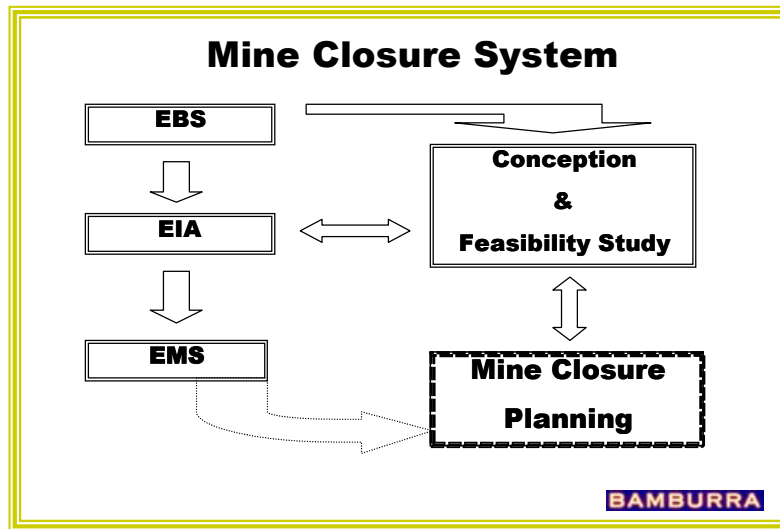 Mine Closure System
EBS
Conception
&
Feasibility Study
EIA
EMS
Mine Closure
Planning
BAMBURRA